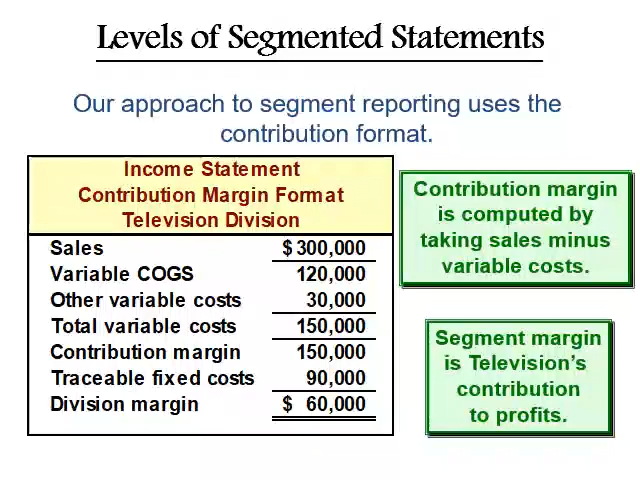 Levels of Segmented Statements
Our approach to segment reporting uses the
contribution format.
Income Statement
Contribution Margin Format
Television Division
Sales $ 300,000
Variable COGS 120,000
Other variable costs 30,000
Total variable costs 150,000
Contribution margin 150,000
Traceable fixed costs 90,000
Division margin $ 60,000
Contribution margin
is computed by
taking sales minus
variable costs.
Segment margin
is Television’s
contribution
to profits.